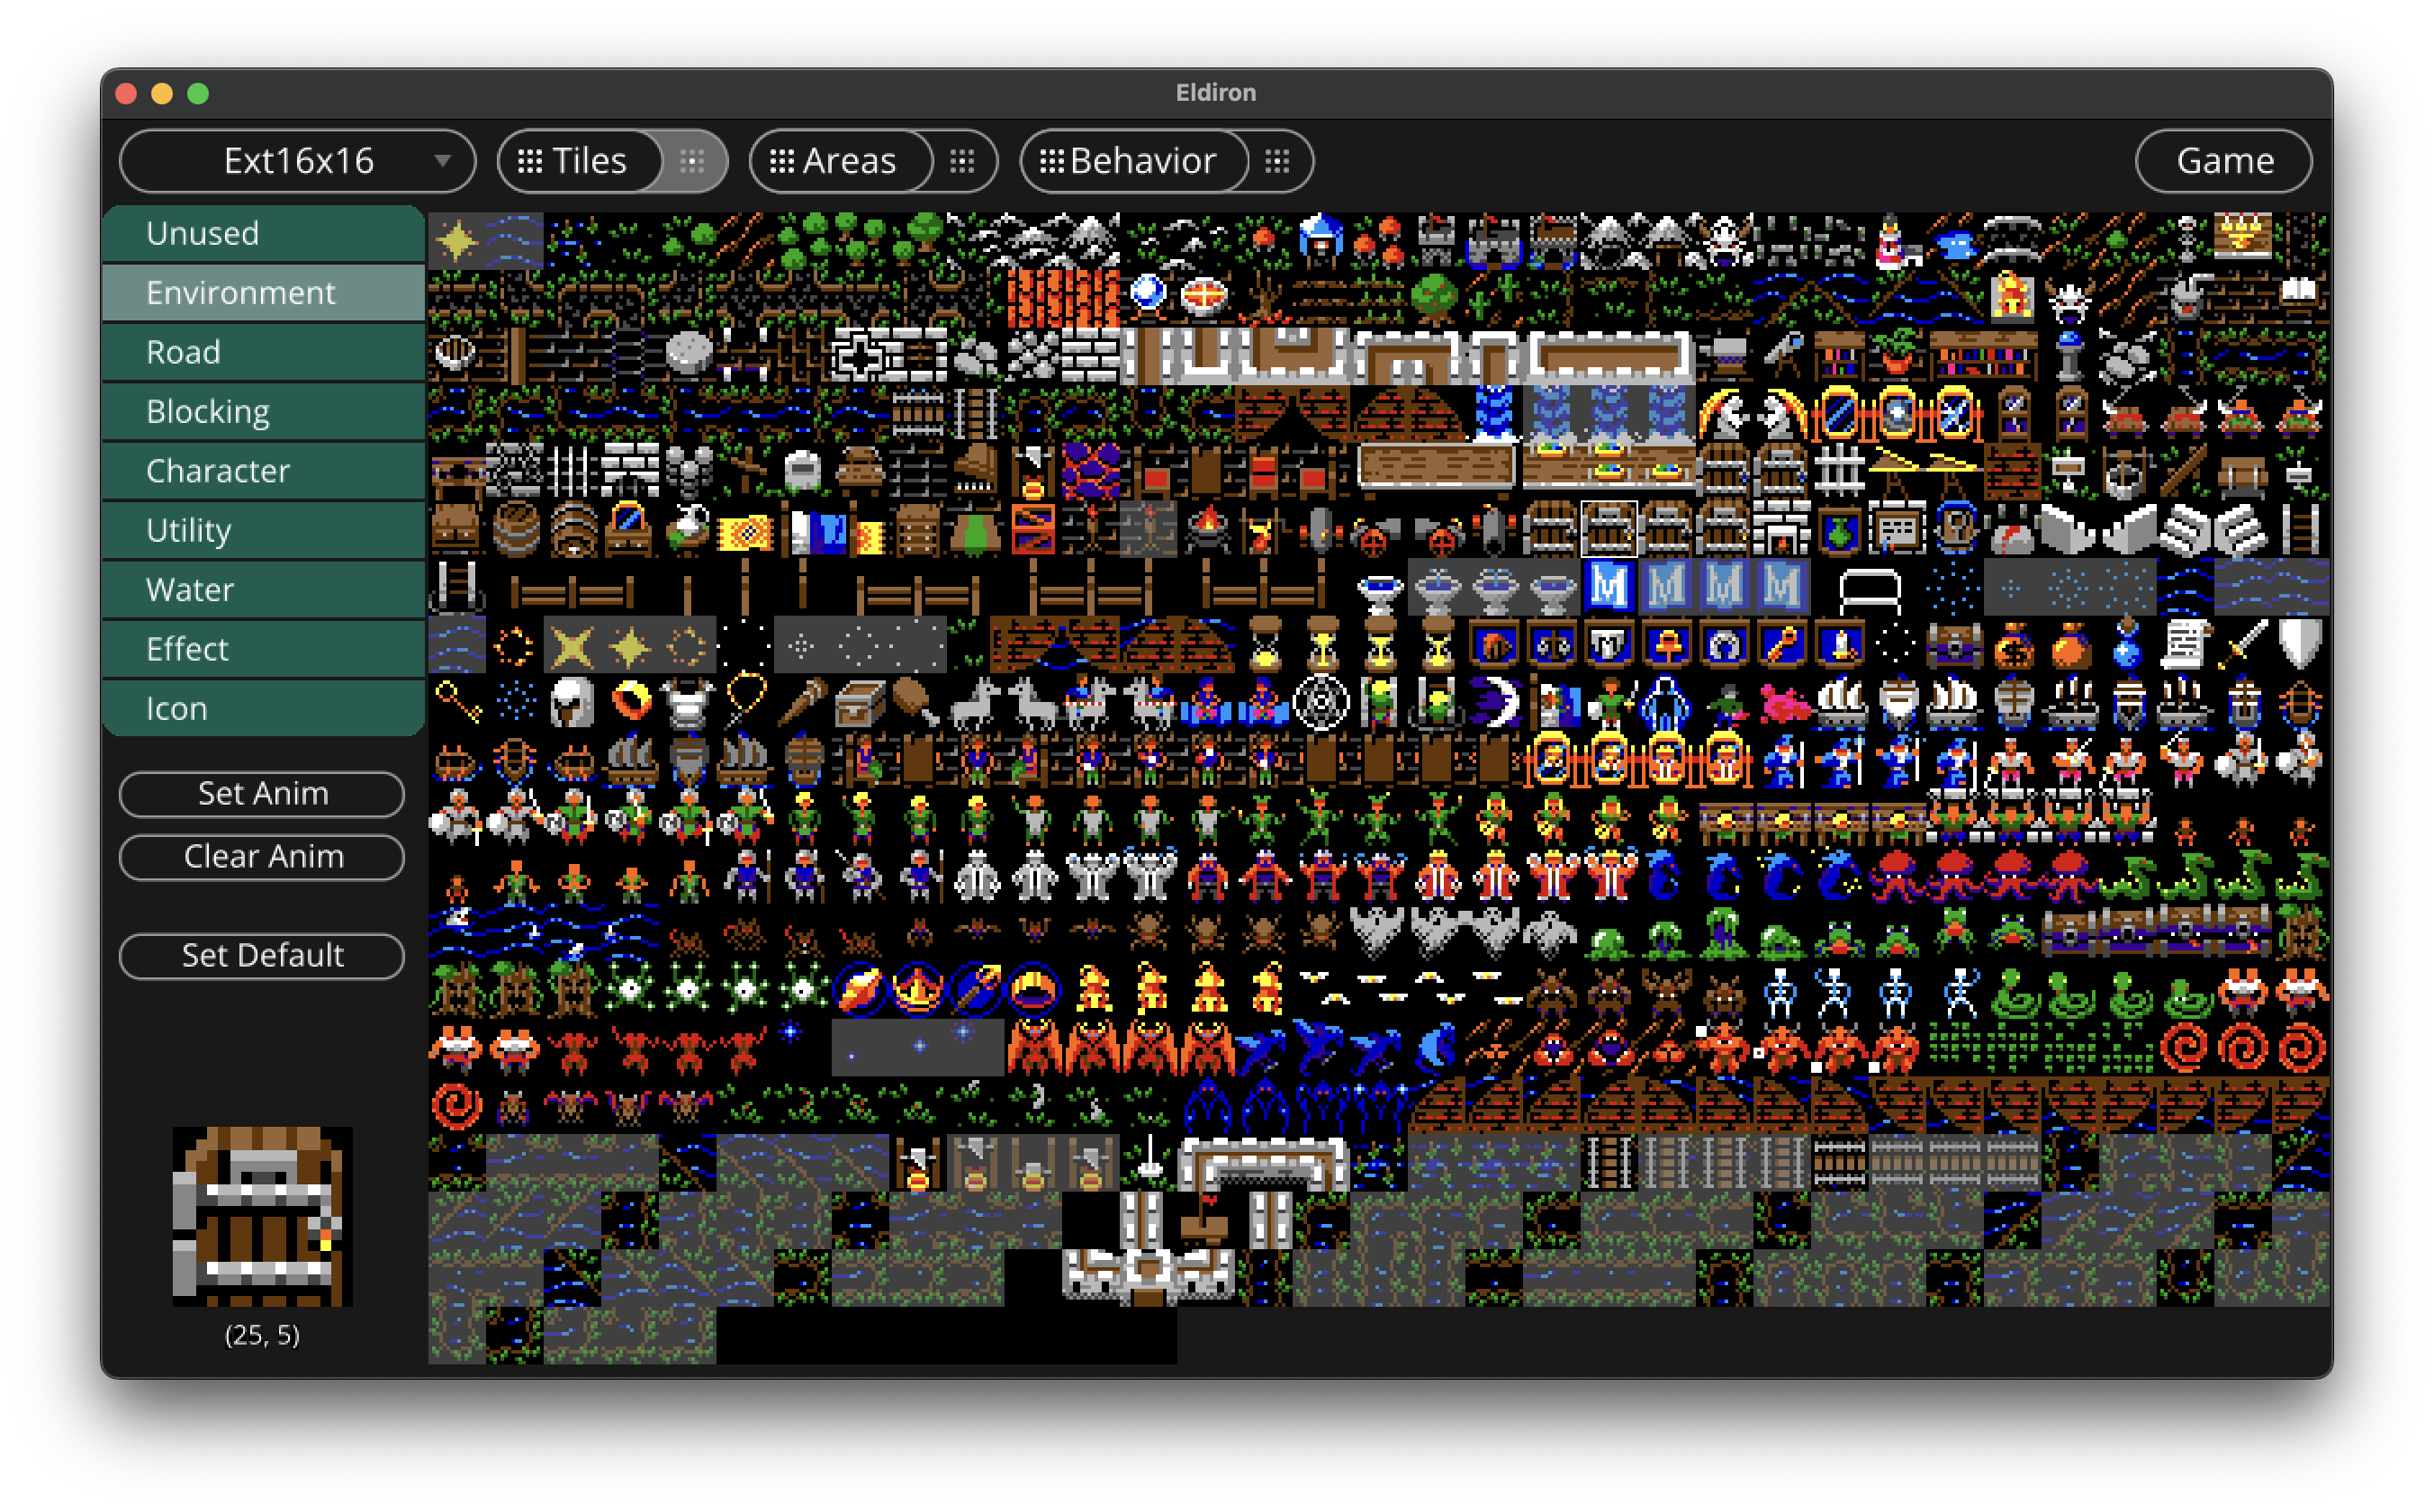 Eldiron
Ext16x16
Tiles
Areas
Behavior
Game
Unused
Environment
Road
Blocking
Character
Utility
Water
Effect
Icon
Set Anim
Clear Anim
Set Default
(25, 5)
M M M M